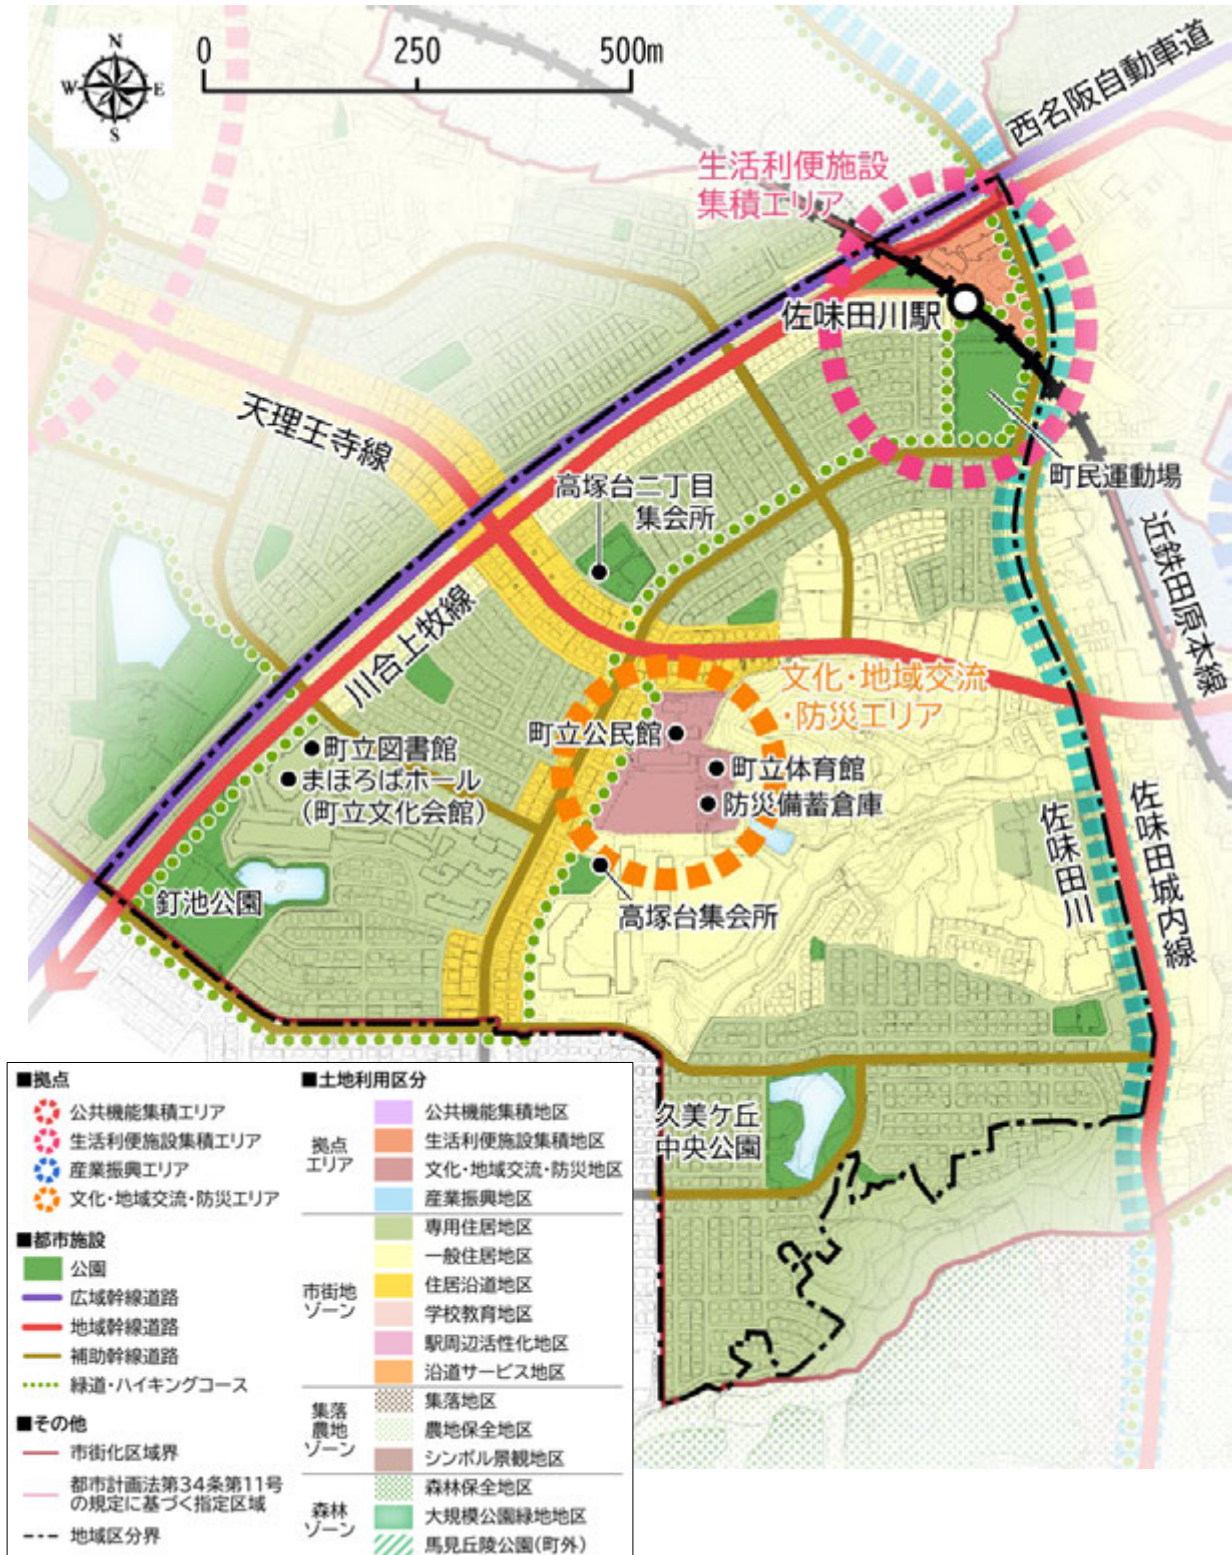 N
W
E
S
0
250
500m
西名阪自動車道
生活利便施設
集積エリア
佐味田川駅
天理王寺線
高塚台二丁目
集会所
町民運動場
近鉄田原本線
川合上牧線
文化・地域交流
・防災エリア
町立公民館
町立図書館
まほろばホール
(町立文化会館)
町立体育館
防災備蓄倉庫
佐味田川
佐味田城内線
釘池公園
高塚台集会所
久美ケ丘
中央公園
■拠点
公共機能集積エリア
生活利便施設集積エリア
産業振興エリア
文化・地域交流・防災エリア
■都市施設
公園
広域幹線道路
地域幹線道路
補助幹線道路
緑道・ハイキングコース
■その他
市街化区域界
都市計画法第34条第11号
の規定に基づく指定区域
地域区分界
■土地利用区分
拠点
エリア
公共機能集積地区
生活利便施設集積地区
文化・地域交流・防災地区
産業振興地区
市街地
ゾーン
専用住居地区
一般住居地区
住居沿道地区
学校教育地区
駅周辺活性化地区
沿道サービス地区
集落
農地
ゾーン
集落地区
農地保全地区
シンボル景観地区
森林
ゾーン
森林保全地区
大規模公園緑地地区
馬見丘陵公園(町外)